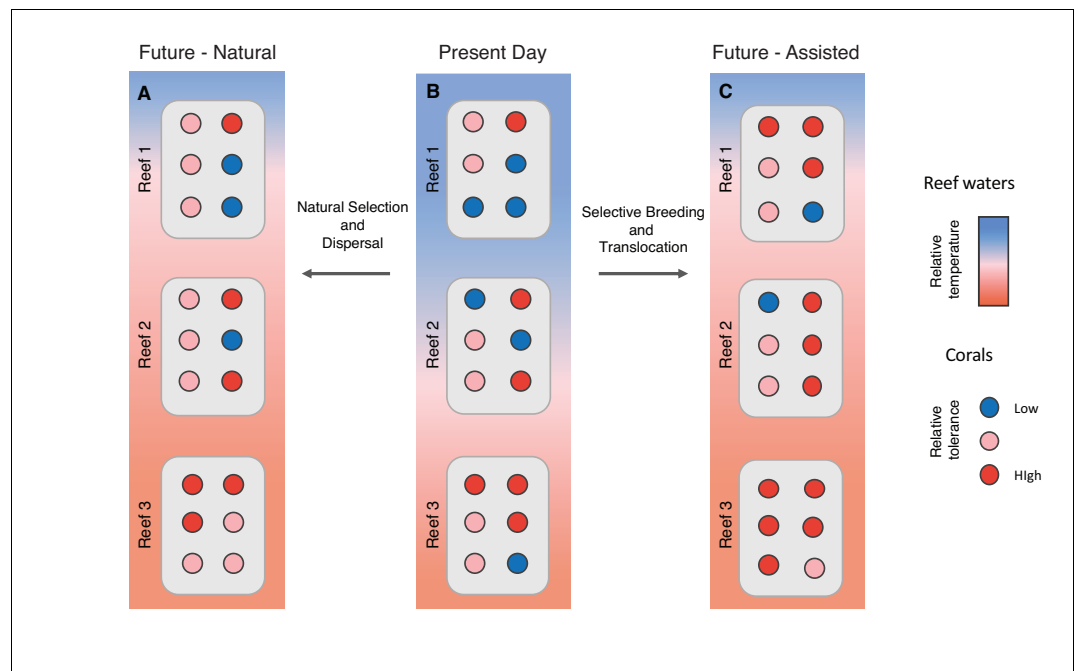 Future - Natural
Present Day
Future - Assisted
A
B
C
Reef 1
Reef 2
Reef 3
Reef 1
Reef 2
Reef 3
Reef 1
Reef 2
Reef 3
Natural Selection
and
Dispersal
Selective Breeding
and
Translocation
Reef waters
Relative
temperature
Corals
Relative
tolerance
Low
HIgh